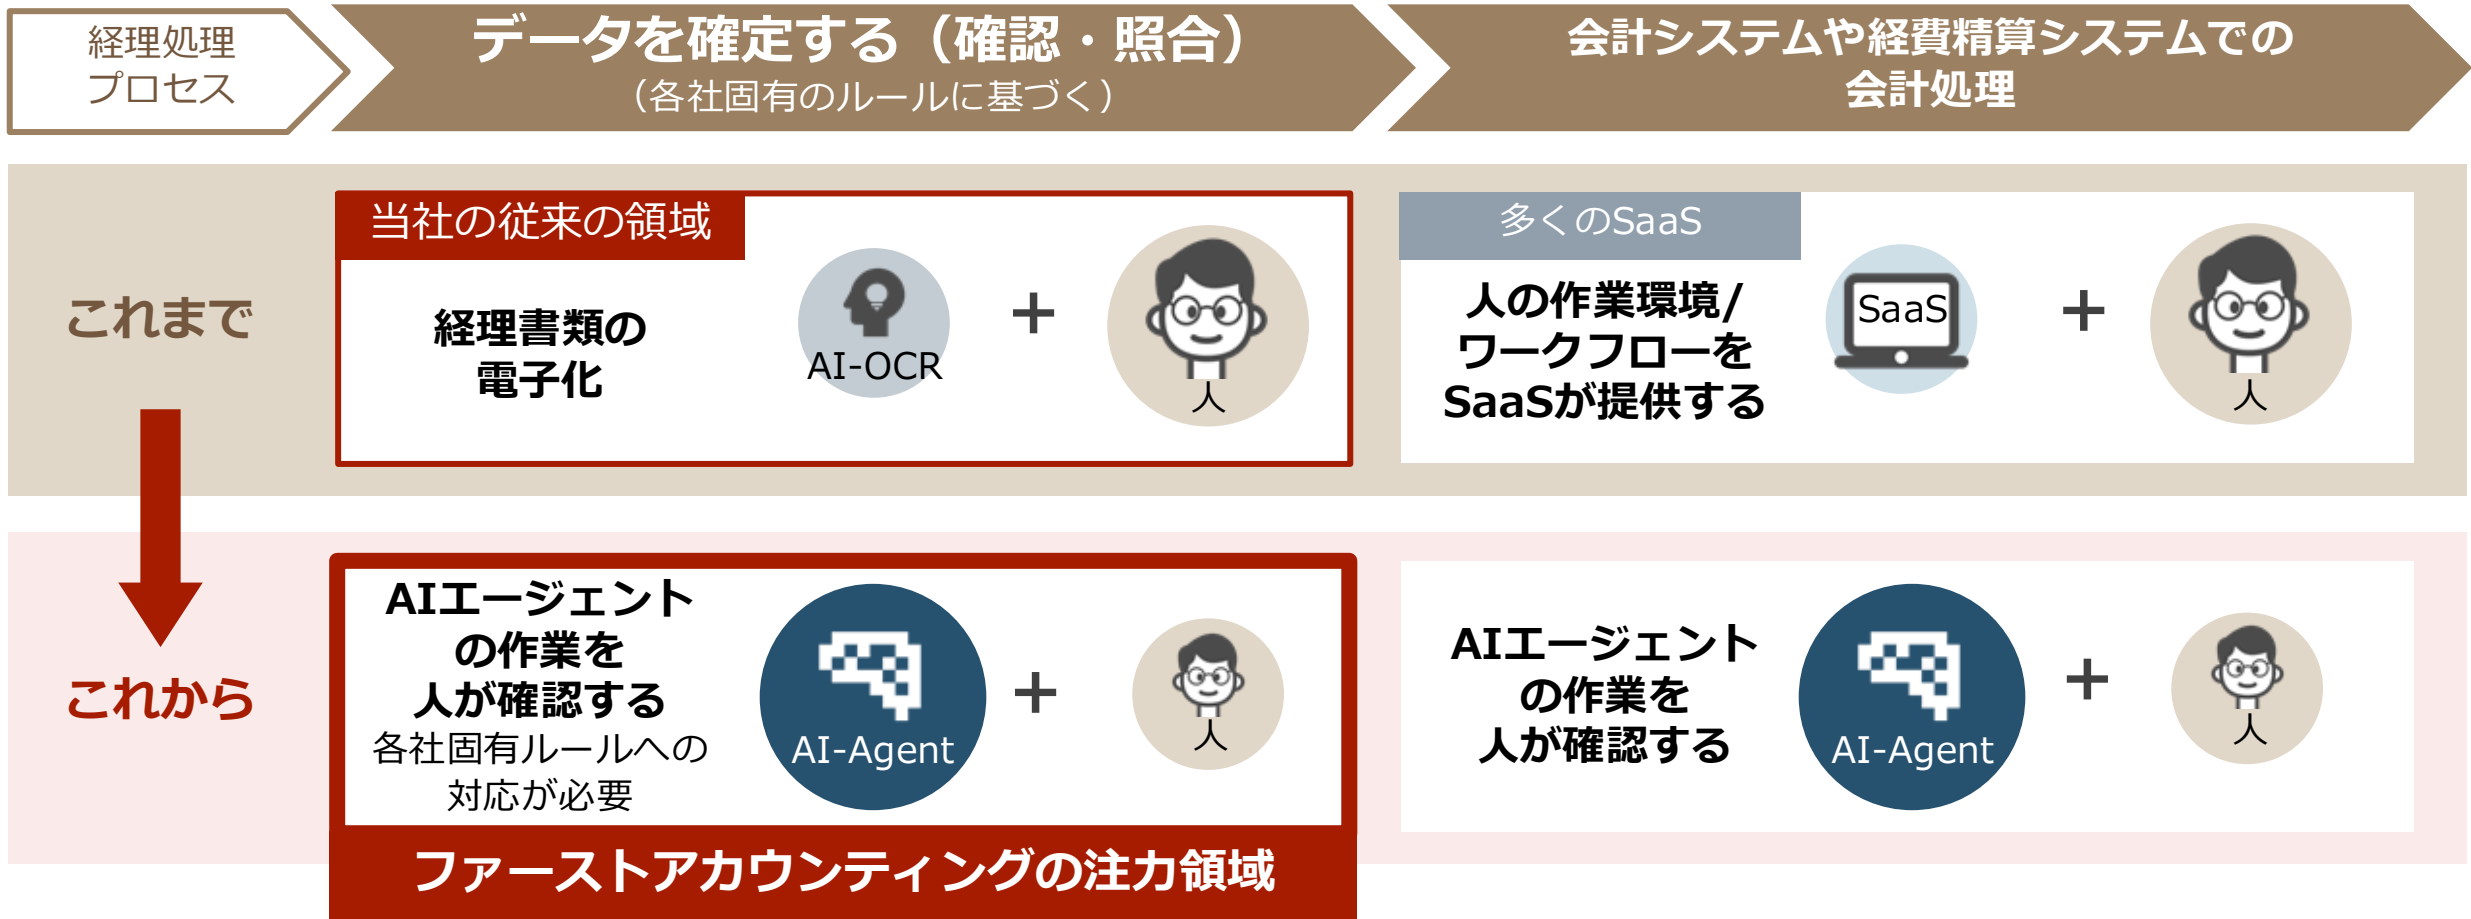 経理処理
プロセス
データを確定する（確認・照合）
（各社固有のルールに基づく）
会計システムや経費精算システムでの
会計処理
これまで
当社の従来の領域
経理書類の
電子化
AI-OCR
+
人
多くのSaaS
人の作業環境/
ワークフローを
SaaSが提供する
SaaS
+
人
これから
AIエージェント
の作業を
人が確認する
各社固有ルールへの
対応が必要
AI-Agent
+
人
ファーストアカウンティングの注力領域
AIエージェント
の作業を
人が確認する
AI-Agent
+
人